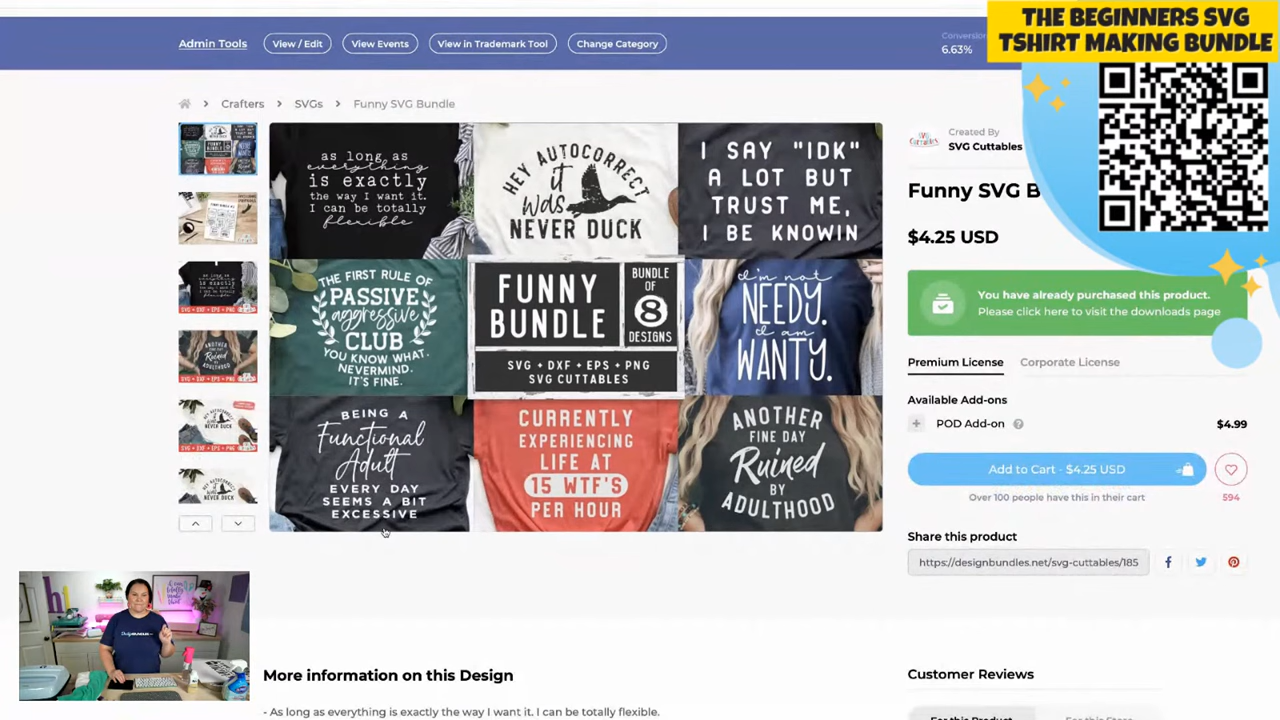 THE BEGINNERS SVG
TSHIRT MAKING BUNDLE
Admin Tools
View / Edit
View Events
View in Trademark Tool
Change Category
Conversion
6.63%
Crafters > SVGs > Funny SVG Bundle
as long as
everything
is exactly
the way I want it.
I can be totally
flexible.
HEY AUTOCORRECT
it
was
NEVER DUCK
I SAY "IDK"
A LOT BUT
TRUST ME,
I BE KNOWIN
THE FIRST RULE OF
PASSIVE
aggressive
CLUB
YOU KNOW WHAT.
NEVERMIND.
IT'S FINE.
FUNNY
BUNDLE
BUNDLE
OF
8
DESIGNS
SVG + DXF + EPS + PNG
SVG CUTTABLES
I'm not
NEEDY.
I am
WANTY.
BEING A
Functional
Adult
EVERY DAY
SEEMS A BIT
EXCESSIVE
CURRENTLY
EXPERIENCING
LIFE AT
15 WTF'S
PER HOUR
ANOTHER
FINE DAY
Ruined
BY
ADULTHOOD
Created By
SVG Cuttables
Funny SVG B
$4.25 USD
You have already purchased this product.
Please click here to visit the downloads page
Premium License
Corporate License
Available Add-ons
+ POD Add-on ? $4.99
Add to Cart - $4.25 USD
594
Over 100 people have this in their cart
Share this product
https://designbundles.net/svg-cuttables/185
More information on this Design
- As long as everything is exactly the way I want it. I can be totally flexible.
Customer Reviews
For this Product
For this Store